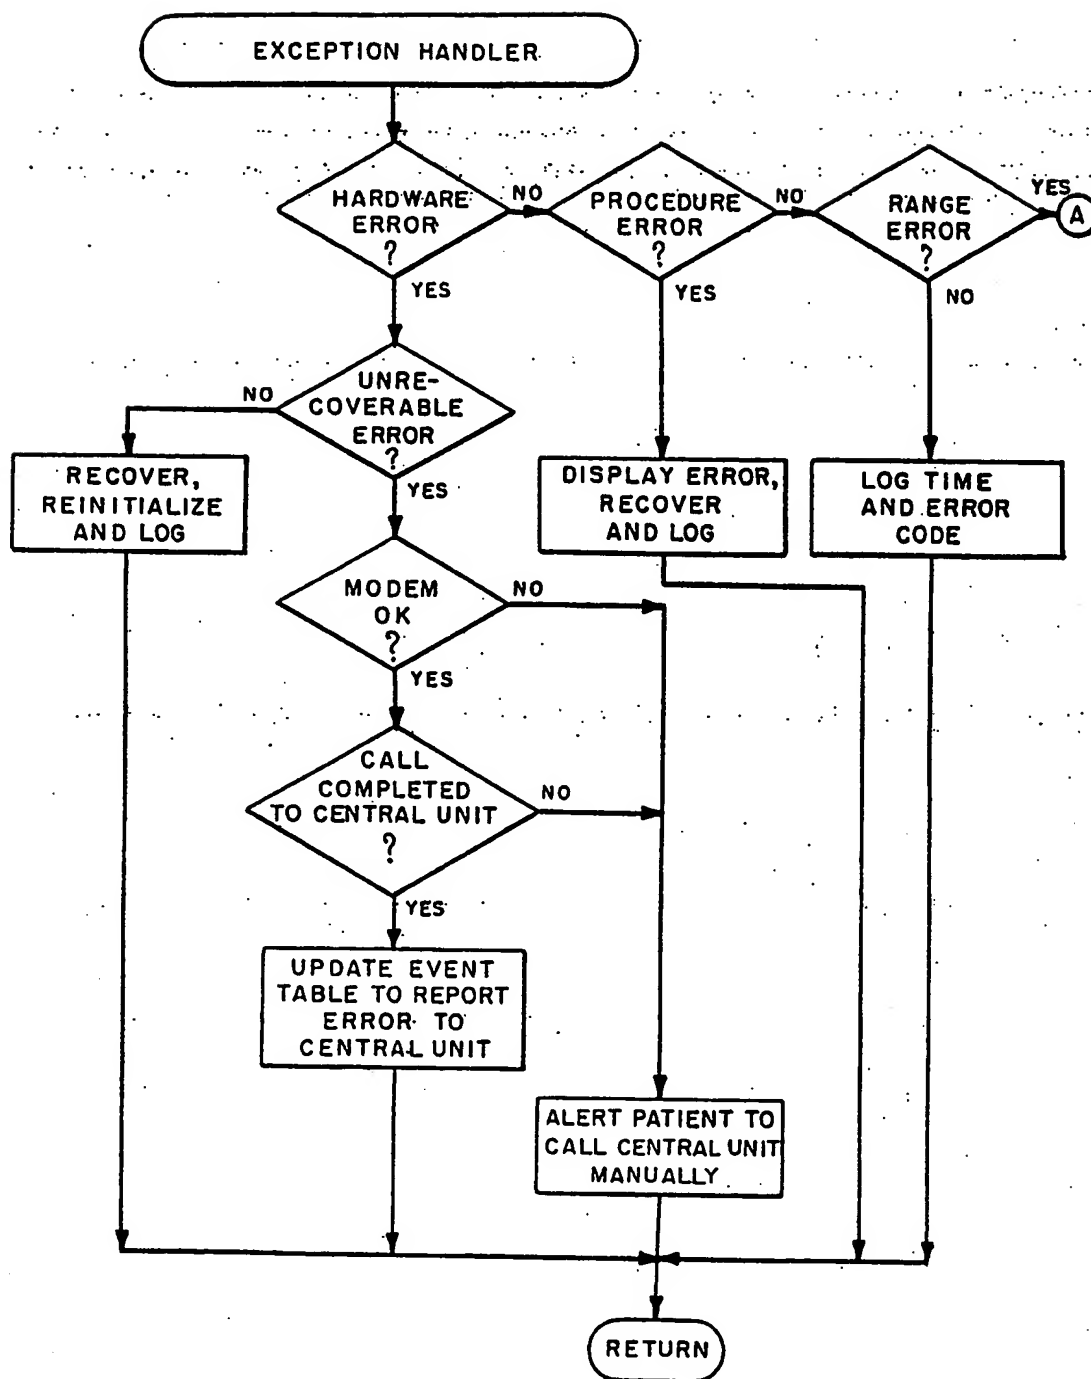 EXCEPTION HANDLER
HARDWARE
ERROR
?
NO
YES
PROCEDURE
ERROR
?
NO
YES
RANGE
ERROR
?
YES
A
NO
UNRE-
COVERABLE
ERROR
?
NO
YES
RECOVER,
REINITIALIZE
AND LOG
DISPLAY ERROR,
RECOVER
AND LOG
LOG TIME
AND ERROR
CODE
MODEM
OK
?
NO
YES
CALL
COMPLETED
TO CENTRAL UNIT
?
NO
YES
UPDATE EVENT
TABLE TO REPORT
ERROR TO
CENTRAL UNIT
ALERT PATIENT TO
CALL CENTRAL UNIT
MANUALLY
RETURN